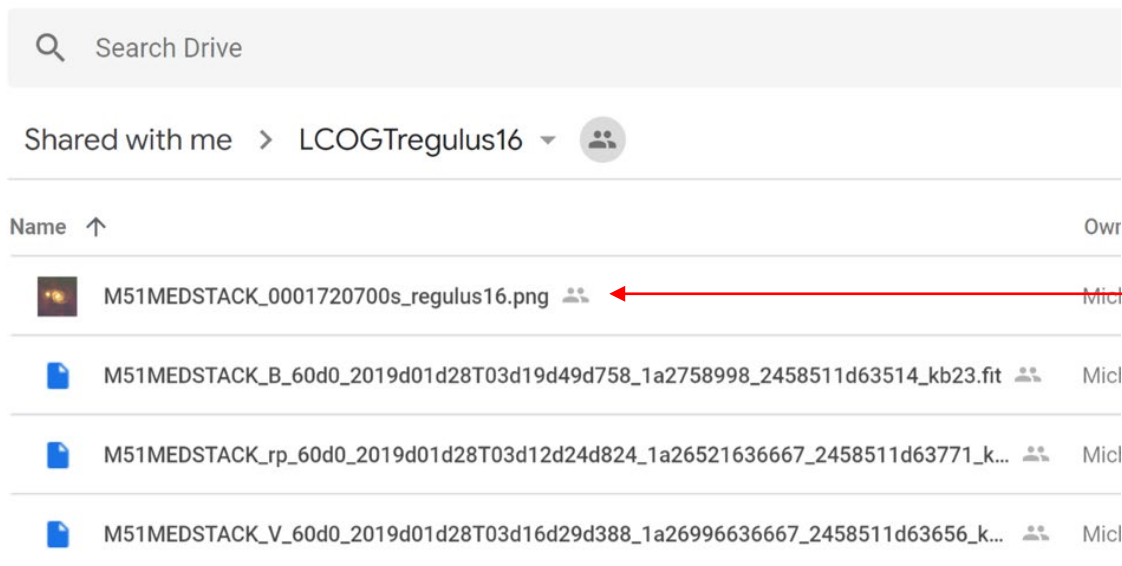 Search Drive
Shared with me > LCOGTregulus16
Name Own
M51MEDSTACK_0001720700s_regulus16.png Mich
M51MEDSTACK_B_60d0_2019d01d28T03d19d49d758_1a2758998_2458511d63514_kb23.fit Mich
M51MEDSTACK_rp_60d0_2019d01d28T03d12d24d824_1a26521636667_2458511d63771_k... Mich
M51MEDSTACK_V_60d0_2019d01d28T03d16d29d388_1a26996636667_2458511d63656_k... Mich